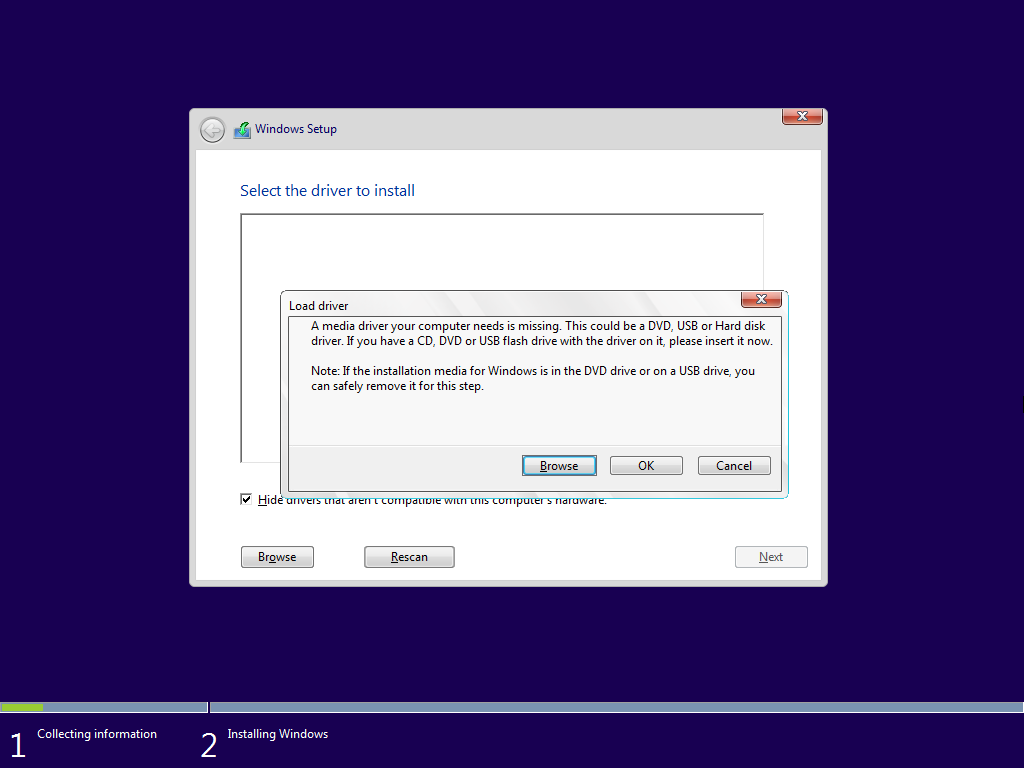 Windows Setup
Select the driver to install
Load driver
A media driver your computer needs is missing. This could be a DVD, USB or Hard disk
driver. If you have a CD, DVD or USB flash drive with the driver on it, please insert it now.
Note: If the installation media for Windows is in the DVD drive or on a USB drive, you
can safely remove it for this step.
Browse OK Cancel
Hide drivers that aren't compatible with this computer's hardware.
Browse Rescan Next
1 Collecting information 2 Installing Windows